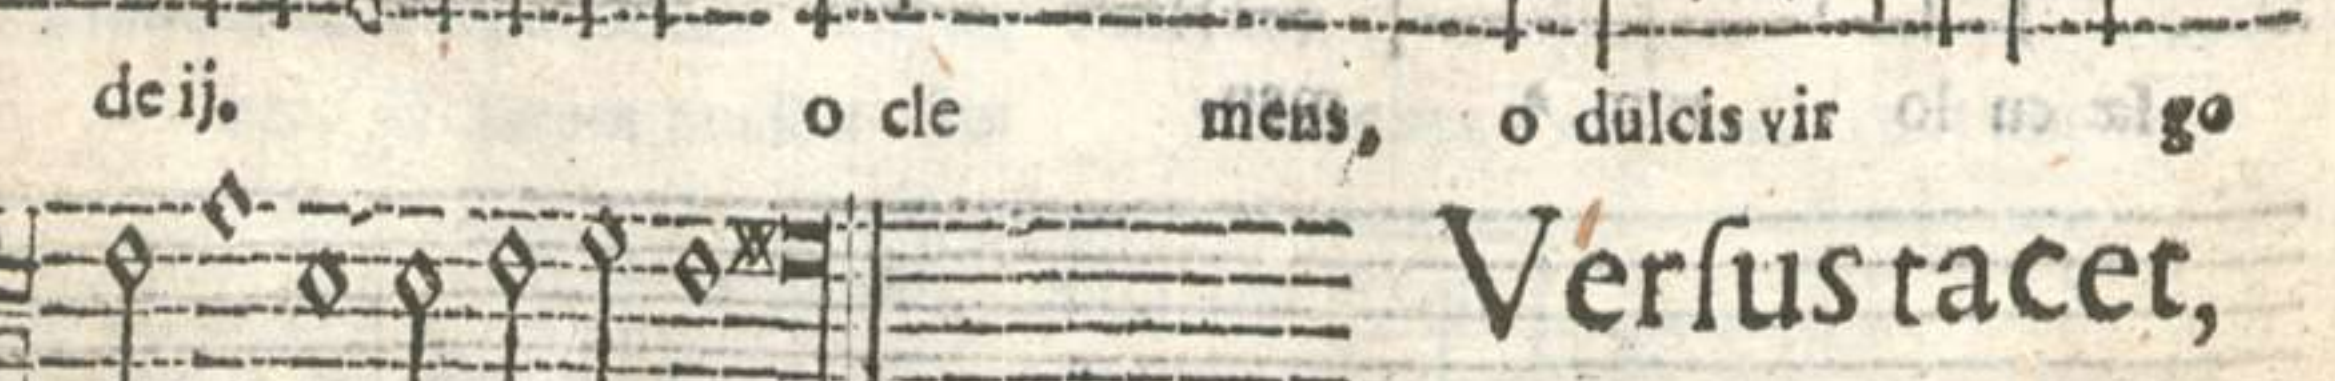 de ij. o cle mens, o dulcis vir go
Verſus tacet,